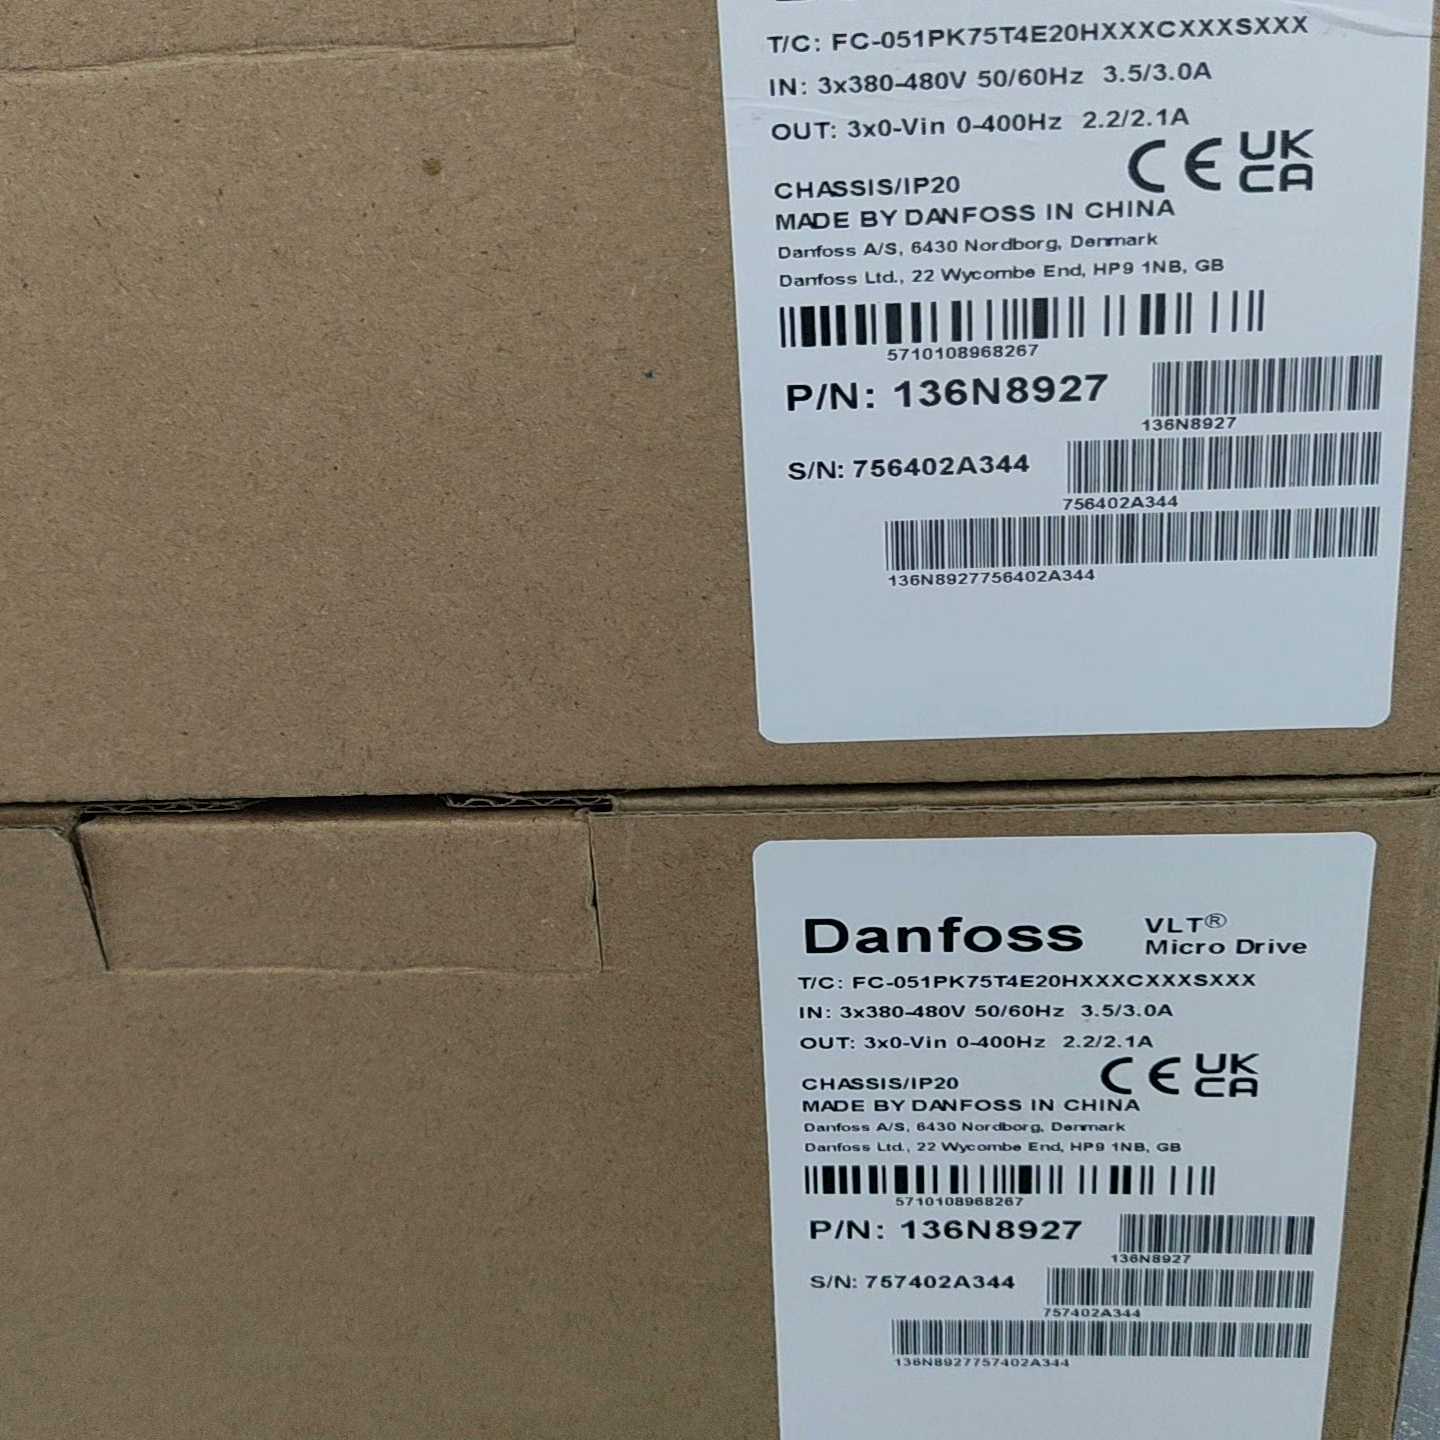 T/C: FC-051PK75T4E20HXXXCXXXSXXX
IN: 3x380-480V 50/60Hz 3.5/3.0A
OUT: 3x0-Vin 0-400Hz 2.2/2.1A
CE UK CA
CHASSIS/IP20
MADE BY DANFOSS IN CHINA
Danfoss A/S, 6430 Nordborg, Denmark
Danfoss Ltd., 22 Wycombe End, HP9 1NB, GB
5710108968267
P/N: 136N8927
136N8927
S/N: 756402A344
756402A344
136N8927756402A344
Danfoss VLT®
Micro Drive
T/C: FC-051PK75T4E20HXXXCXXXSXXX
IN: 3x380-480V 50/60Hz 3.5/3.0A
OUT: 3x0-Vin 0-400Hz 2.2/2.1A
CE UK CA
CHASSIS/IP20
MADE BY DANFOSS IN CHINA
Danfoss A/S, 6430 Nordborg, Denmark
Danfoss Ltd., 22 Wycombe End, HP9 1NB, GB
5710108968267
P/N: 136N8927
136N8927
S/N: 757402A344
757402A344
136N8927757402A344